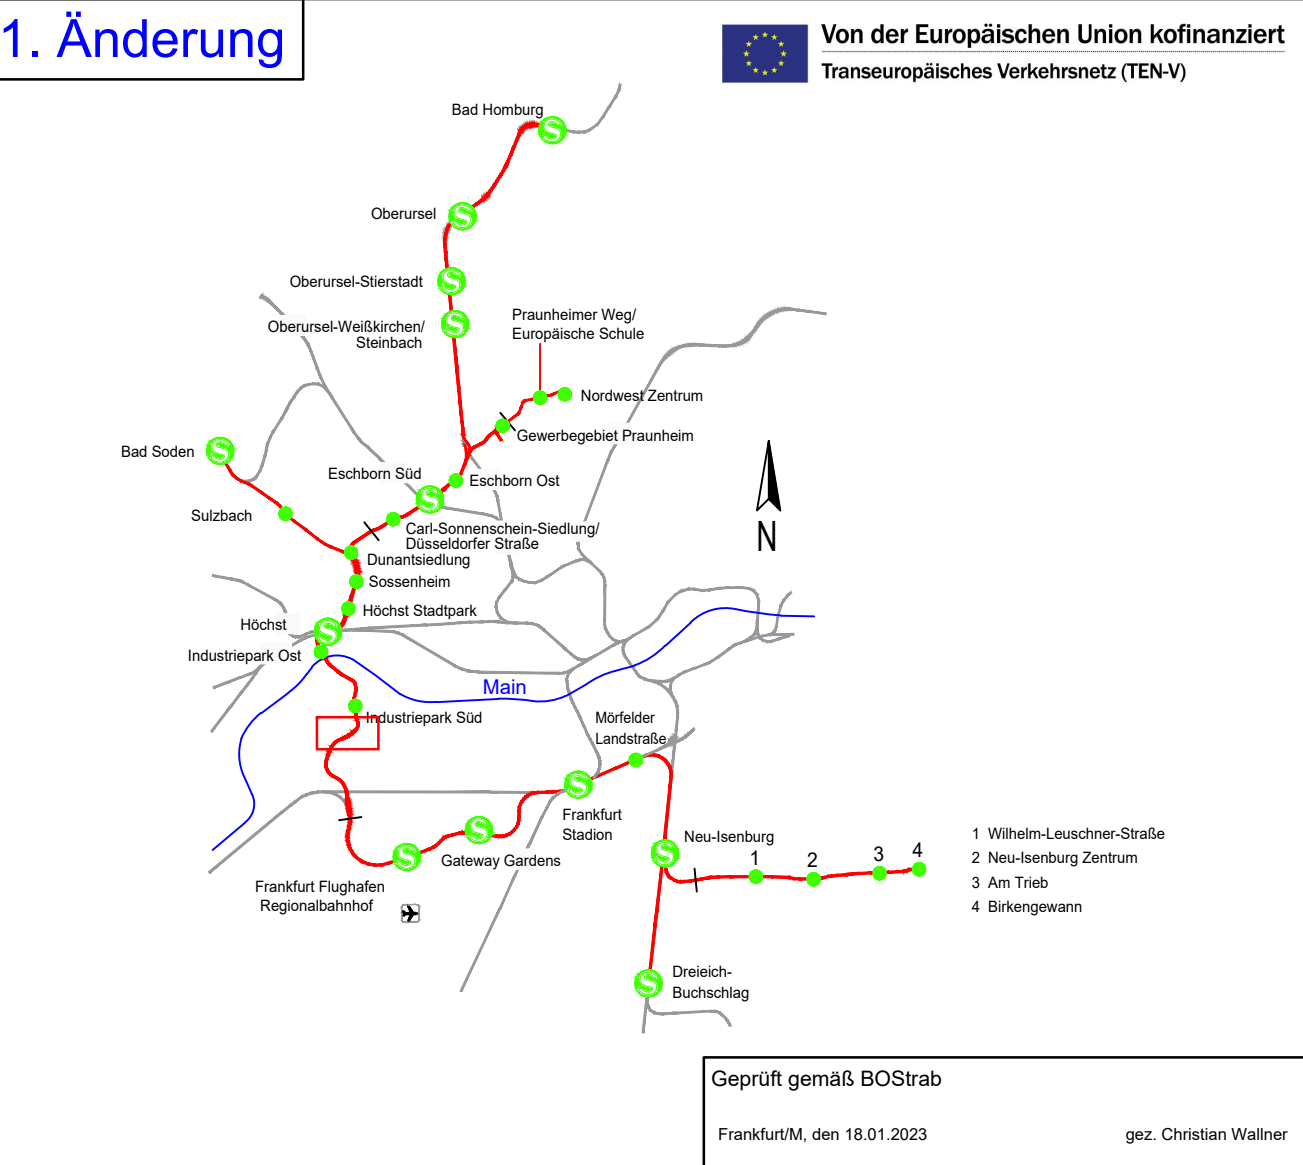 1. Änderung
Von der Europäischen Union kofinanziert
Transeuropäisches Verkehrsnetz (TEN-V)
Bad Homburg
Oberursel
Oberursel-Stierstadt
Oberursel-Weißkirchen/
Steinbach
Praunheimer Weg/
Europäische Schule
Nordwest Zentrum
Gewerbegebiet Praunheim
Bad Soden
Eschborn Süd
Eschborn Ost
Sulzbach
Carl-Sonnenschein-Siedlung/
Düsseldorfer Straße
Dunantsiedlung
Sossenheim
Höchst Stadtpark
Höchst
Industriepark Ost
N
Main
Industriepark Süd
Mörfelder
Landstraße
Frankfurt
Stadion
Gateway Gardens
Frankfurt Flughafen
Regionalbahnhof
Neu-Isenburg
1 2 3 4
1 Wilhelm-Leuschner-Straße
2 Neu-Isenburg Zentrum
3 Am Trieb
4 Birkengewann
Dreieich-
Buchschlag
Geprüft gemäß BOStrab
Frankfurt/M, den 18.01.2023 gez. Christian Wallner